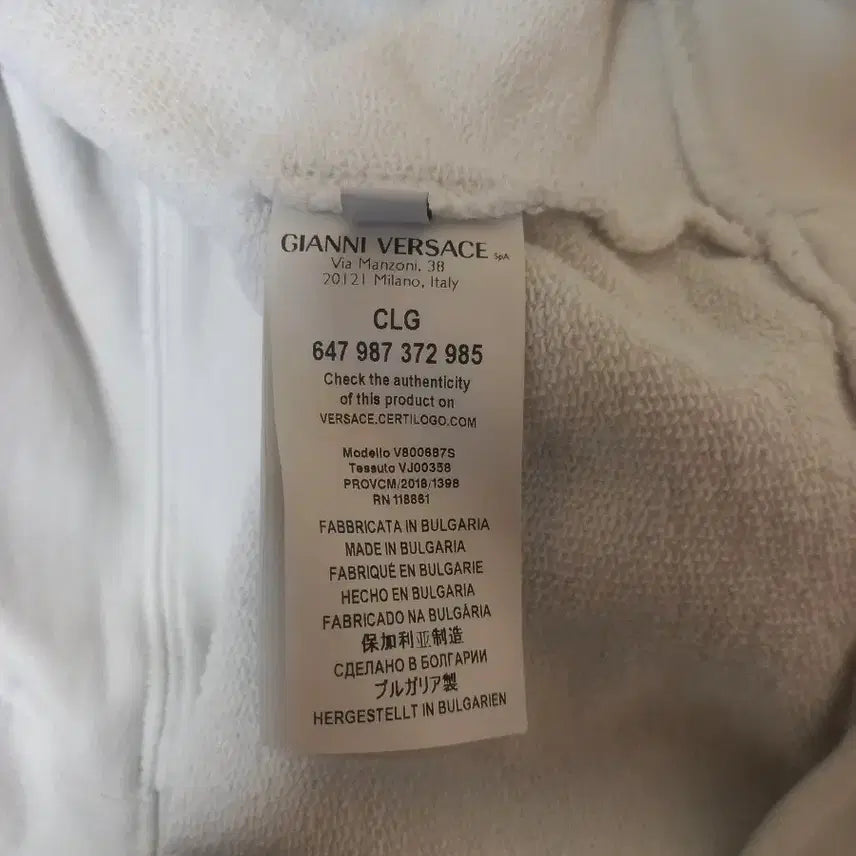 GIANNI VERSACE SpA
Via Manzoni, 38
20121 Milano, Italy
CLG
647 987 372 985
Check the authenticity
of this product on
VERSACE.CERTILOGO.COM
Modello V800687S
Tessuto VJ00358
PROVCM/2018/1398
RN 118861
FABBRICATA IN BULGARIA
MADE IN BULGARIA
FABRIQUÉ EN BULGARIE
HECHO EN BULGARIA
FABRICADO NA BULGÁRIA
保加利亚制造
СДЕЛАНО В БОЛГАРИИ
ブルガリア製
HERGESTELLT IN BULGARIEN